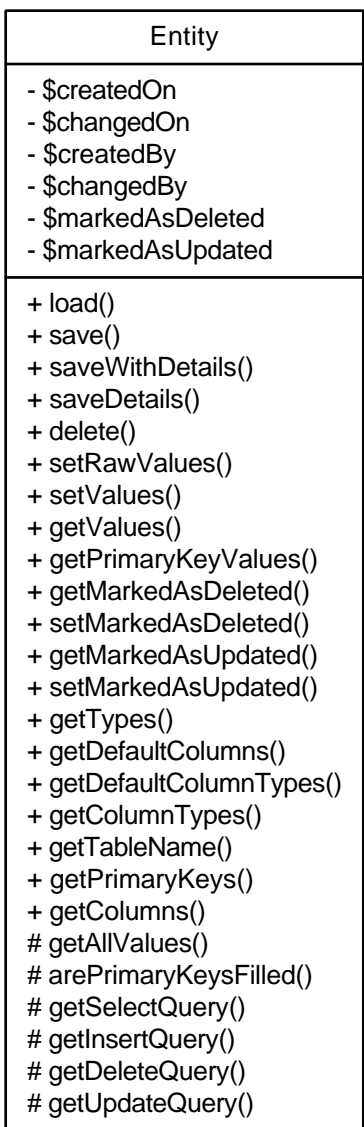 Entity
- $createdOn
- $changedOn
- $createdBy
- $changedBy
- $markedAsDeleted
- $markedAsUpdated
+ load()
+ save()
+ saveWithDetails()
+ saveDetails()
+ delete()
+ setRawValues()
+ setValues()
+ getValues()
+ getPrimaryKeyValues()
+ getMarkedAsDeleted()
+ setMarkedAsDeleted()
+ getMarkedAsUpdated()
+ setMarkedAsUpdated()
+ getTypes()
+ getDefaultColumns()
+ getDefaultColumnTypes()
+ getColumnTypes()
+ getTableName()
+ getPrimaryKeys()
+ getColumns()
# getAllValues()
# arePrimaryKeysFilled()
# getSelectQuery()
# getInsertQuery()
# getDeleteQuery()
# getUpdateQuery()